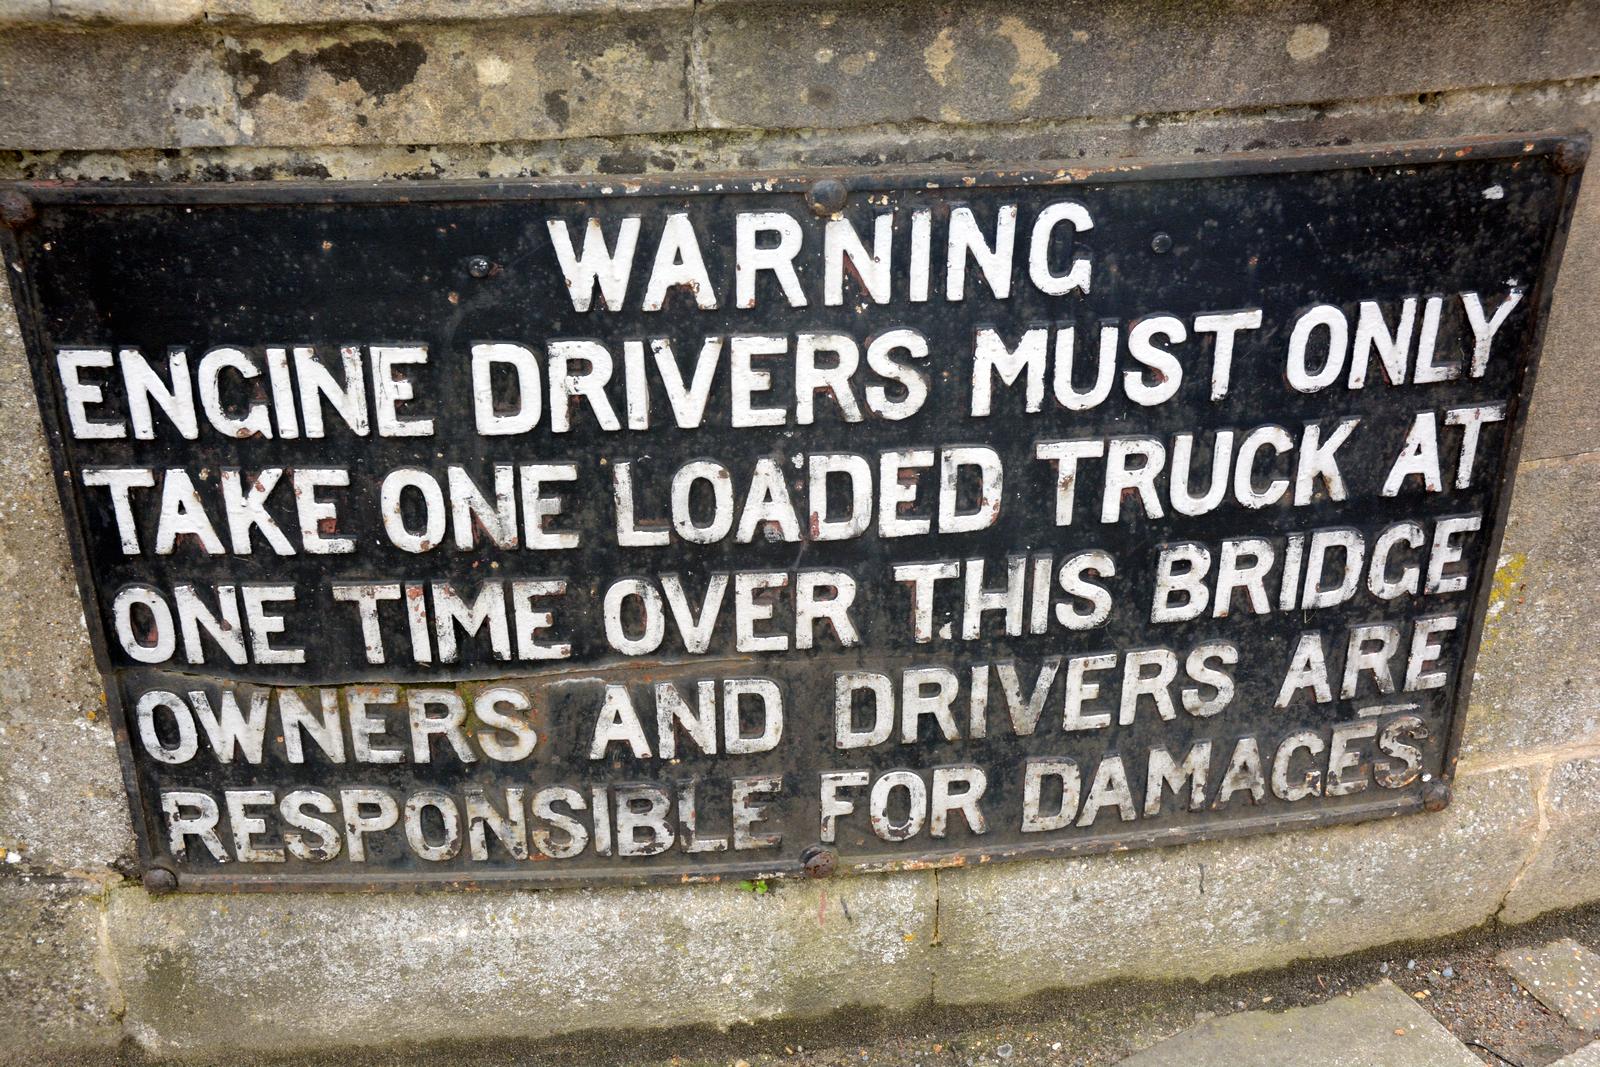 WARNING
ENGINE DRIVERS MUST ONLY
TAKE ONE LOADED TRUCK AT
ONE TIME OVER THIS BRIDGE
OWNERS AND DRIVERS ARE
RESPONSIBLE FOR DAMAGES